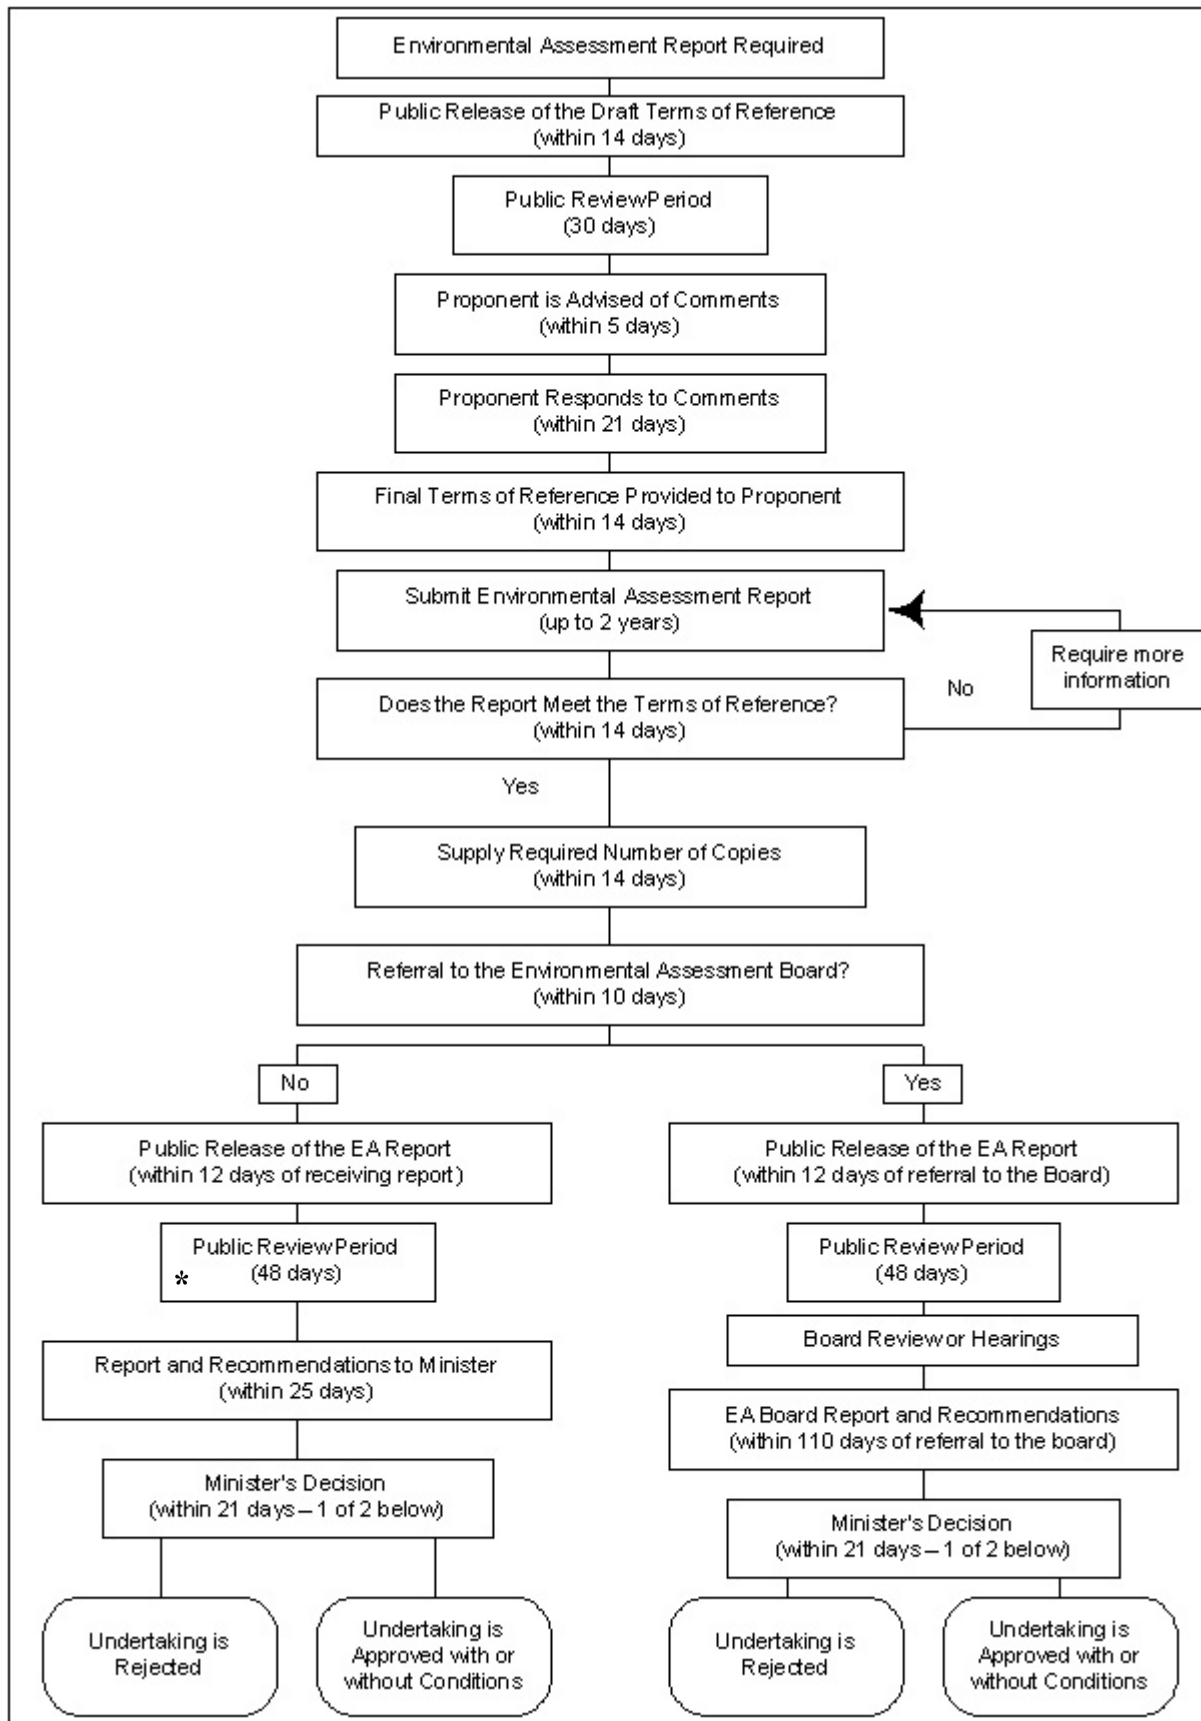 Environmental Assessment Report Required
Public Release of the Draft Terms of Reference
(within 14 days)
Public Review Period
(30 days)
Proponent is Advised of Comments
(within 5 days)
Proponent Responds to Comments
(within 21 days)
Final Terms of Reference Provided to Proponent
(within 14 days)
Submit Environmental Assessment Report
(up to 2 years)
Require more
information
No
Does the Report Meet the Terms of Reference?
(within 14 days)
Yes
Supply Required Number of Copies
(within 14 days)
Referral to the Environmental Assessment Board?
(within 10 days)
No
Public Release of the EA Report
(within 12 days of receiving report)
Public Review Period
* (48 days)
Report and Recommendations to Minister
(within 25 days)
Minister's Decision
(within 21 days – 1 of 2 below)
Undertaking is
Rejected
Undertaking is
Approved with or
without Conditions
Yes
Public Release of the EA Report
(within 12 days of referral to the Board)
Public Review Period
(48 days)
Board Review or Hearings
EA Board Report and Recommendations
(within 110 days of referral to the board)
Minister's Decision
(within 21 days – 1 of 2 below)
Undertaking is
Rejected
Undertaking is
Approved with or
without Conditions